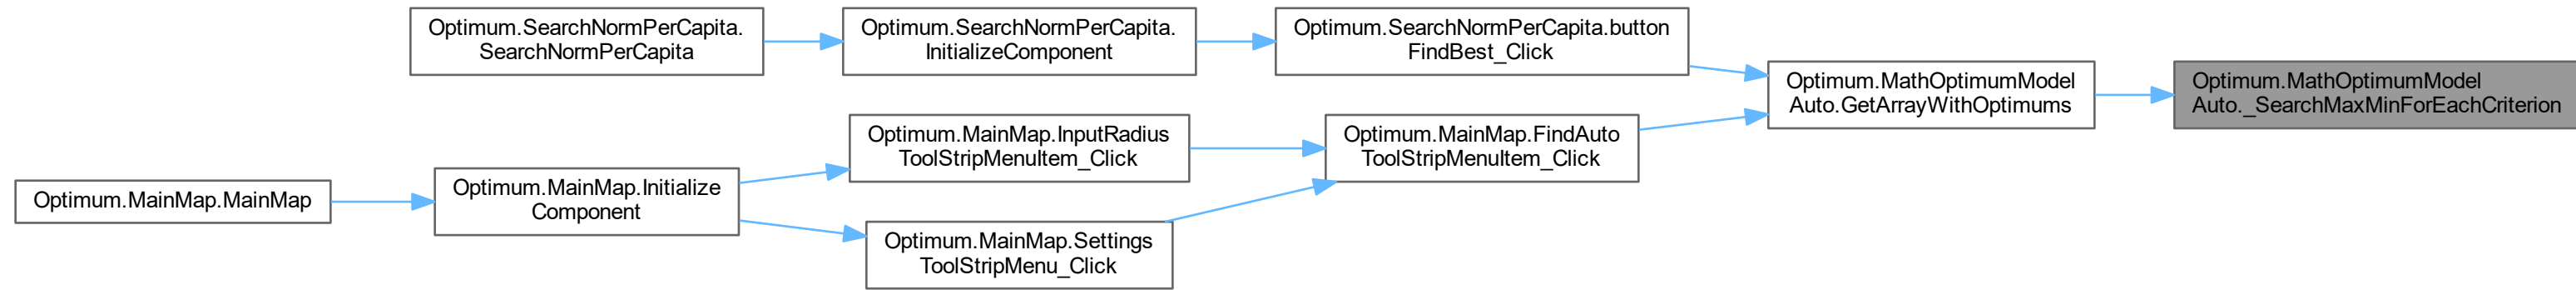 Optimum.SearchNormPerCapita.
SearchNormPerCapita
Optimum.SearchNormPerCapita.
InitializeComponent
Optimum.SearchNormPerCapita.button
FindBest_Click
Optimum.MathOptimumModel
Auto.GetArrayWithOptimums
Optimum.MathOptimumModel
Auto._SearchMaxMinForEachCriterion
Optimum.MainMap.InputRadius
ToolStripMenuItem_Click
Optimum.MainMap.FindAuto
ToolStripMenuItem_Click
Optimum.MainMap.MainMap
Optimum.MainMap.Initialize
Component
Optimum.MainMap.Settings
ToolStripMenu_Click